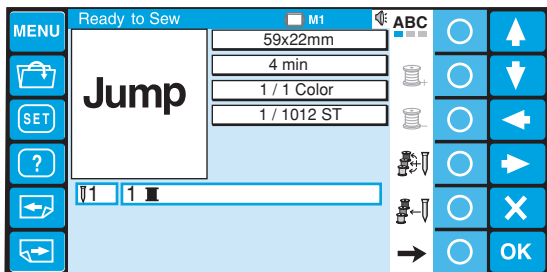 MENU
Ready to Sew
M1
ABC
59x22mm
4 min
1 / 1 Color
1 / 1012 ST
Jump
SET
?
1
1
X
OK